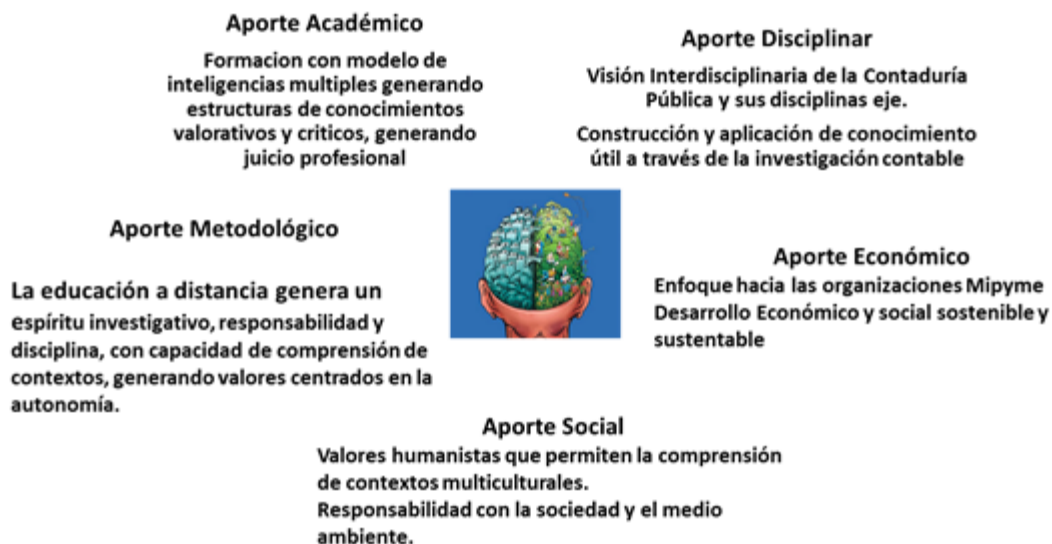 Aporte Académico
Formacion con modelo de
inteligencias multiples generando
estructuras de conocimientos
valorativos y criticos, generando
juicio profesional
Aporte Disciplinar
Visión Interdisciplinaria de la Contaduría
Pública y sus disciplinas eje.
Construcción y aplicación de conocimiento
útil a través de la investigación contable
Aporte Metodológico
La educación a distancia genera un
espíritu investigativo, responsabilidad y
disciplina, con capacidad de comprensión de
contextos, generando valores centrados en la
autonomía.
Aporte Económico
Enfoque hacia las organizaciones Mipyme
Desarrollo Económico y social sostenible y
sustentable
Aporte Social
Valores humanistas que permiten la comprensión
de contextos multiculturales.
Responsabilidad con la sociedad y el medio
ambiente.